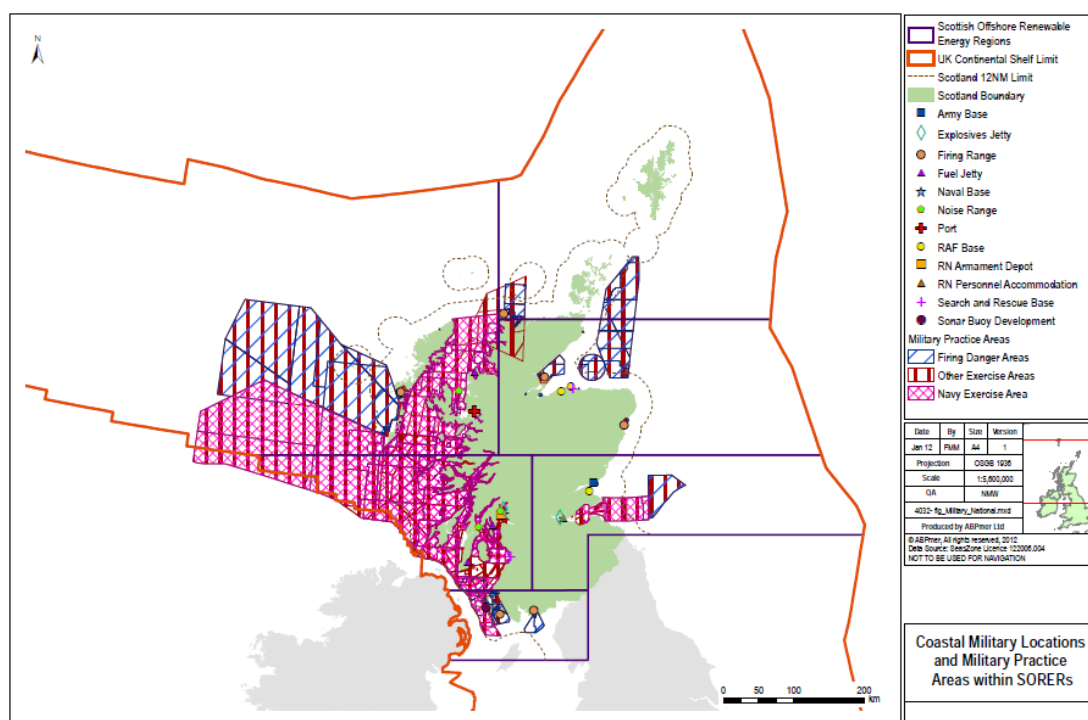 N
Scottish Offshore Renewable
Energy Regions
UK Continental Shelf Limit
Scotland 12NM Limit
Scotland Boundary
Army Base
Explosives Jetty
Firing Range
Fuel Jetty
Naval Base
Noise Range
Port
RAF Base
RN Armament Depot
RN Personnel Accommodation
Search and Rescue Base
Sonar Buoy Development
Military Practice Areas
Firing Danger Areas
Other Exercise Areas
Navy Exercise Area
Date By Size Version
Jan 12 FMM A4 1
Projection OSGB 1936
Scale 1:5,600,000
QA NMW
4032- fig_Military_National.mxd
Produced by ABPmer Ltd
© ABPmer, All rights reserved, 2012
Data Source: SeaZone Licence 122006.004
NOT TO BE USED FOR NAVIGATION
Coastal Military Locations
and Military Practice
Areas within SORERs
0 50 100 200
km